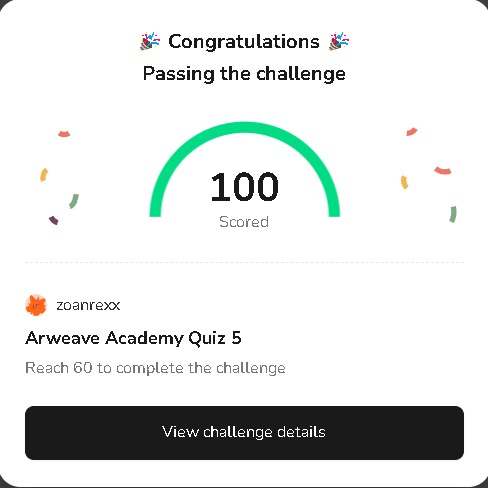 🎉 Congratulations 🎉
Passing the challenge
100
Scored
zoanrexx
Arweave Academy Quiz 5
Reach 60 to complete the challenge
View challenge details